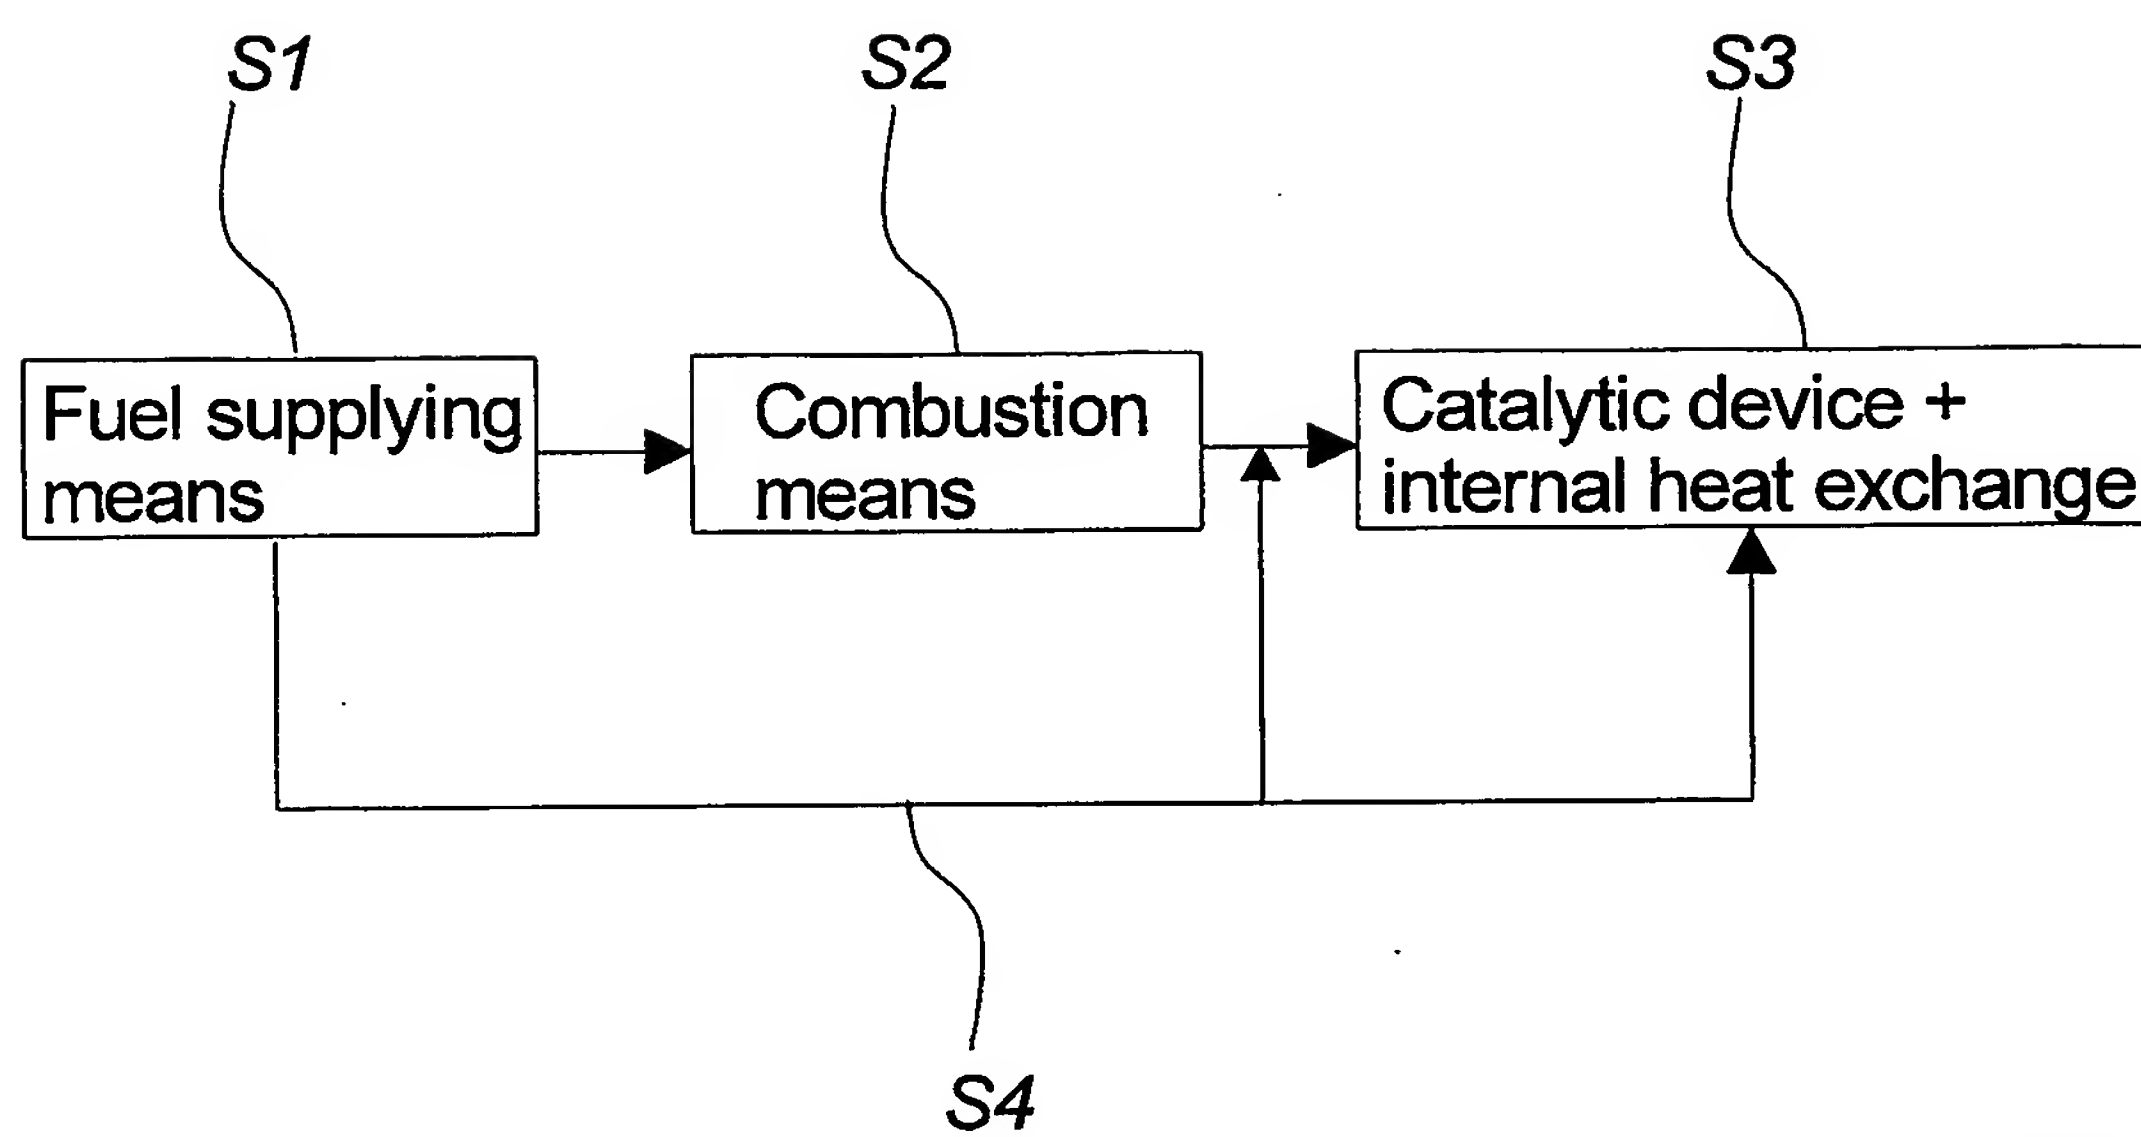 S1
S2
S3
Fuel supplying
means
Combustion
means
Catalytic device +
internal heat exchange
S4